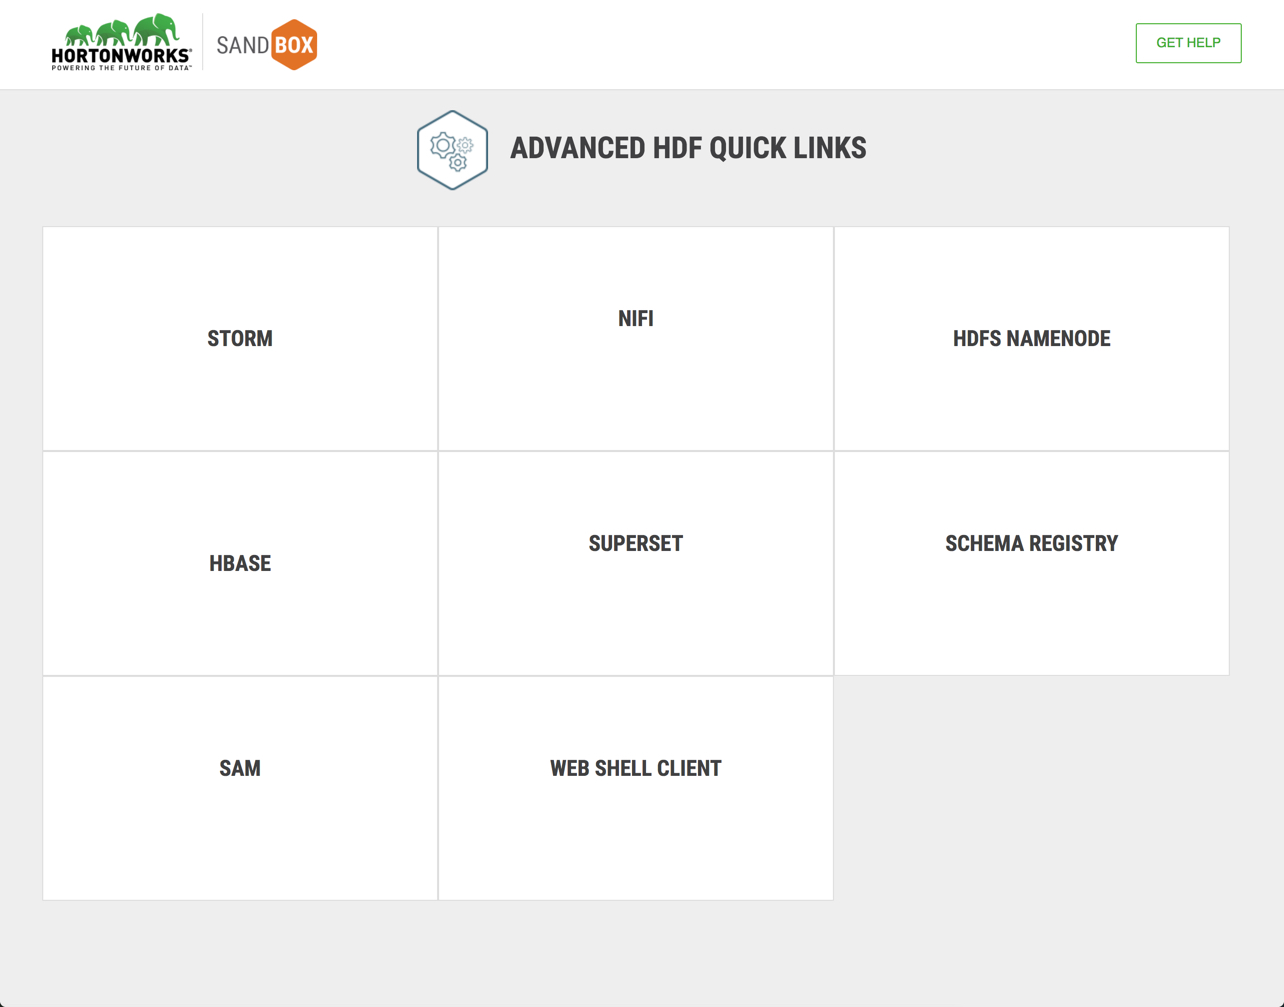 HORTONWORKS®
POWERING THE FUTURE OF DATA™
SANDBOX
GET HELP
ADVANCED HDF QUICK LINKS
STORM
NIFI
HDFS NAMENODE
HBASE
SUPERSET
SCHEMA REGISTRY
SAM
WEB SHELL CLIENT